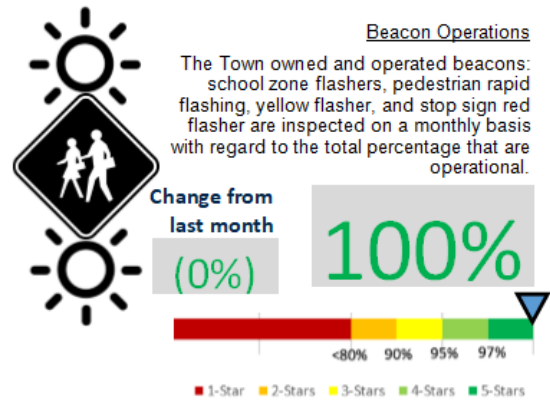 Beacon Operations
The Town owned and operated beacons:
school zone flashers, pedestrian rapid
flashing, yellow flasher, and stop sign red
flasher are inspected on a monthly basis
with regard to the total percentage that are
operational.
Change from
last month
(0%)
100%
<80% 90% 95% 97%
1-Star 2-Stars 3-Stars 4-Stars 5-Stars